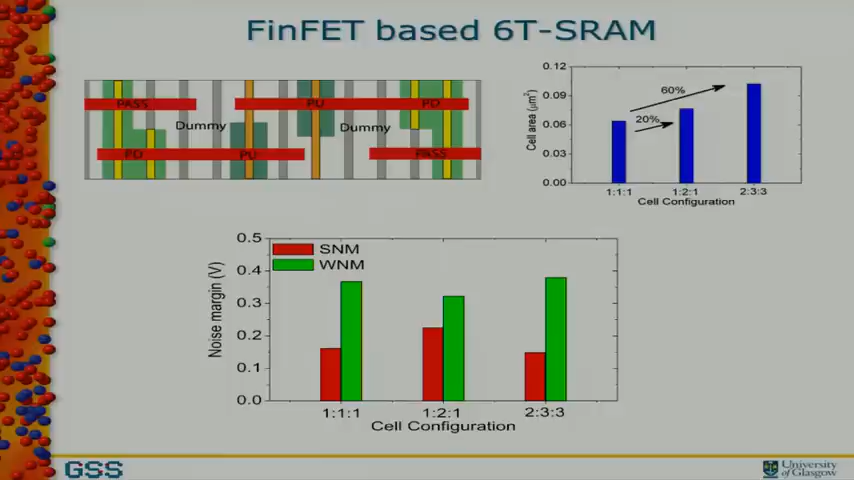 FinFET based 6T-SRAM
PASS PU PD
Dummy Dummy
PD PU PASS
0.12
0.09
0.06
0.03
0.00
Cell area (μm²)
60%
20%
1:1:1 1:2:1 2:3:3
Cell Configuration
0.5
0.4
0.3
0.2
0.1
0.0
Noise margin (V)
SNM
WNM
1:1:1 1:2:1 2:3:3
Cell Configuration
GSS
University
of Glasgow